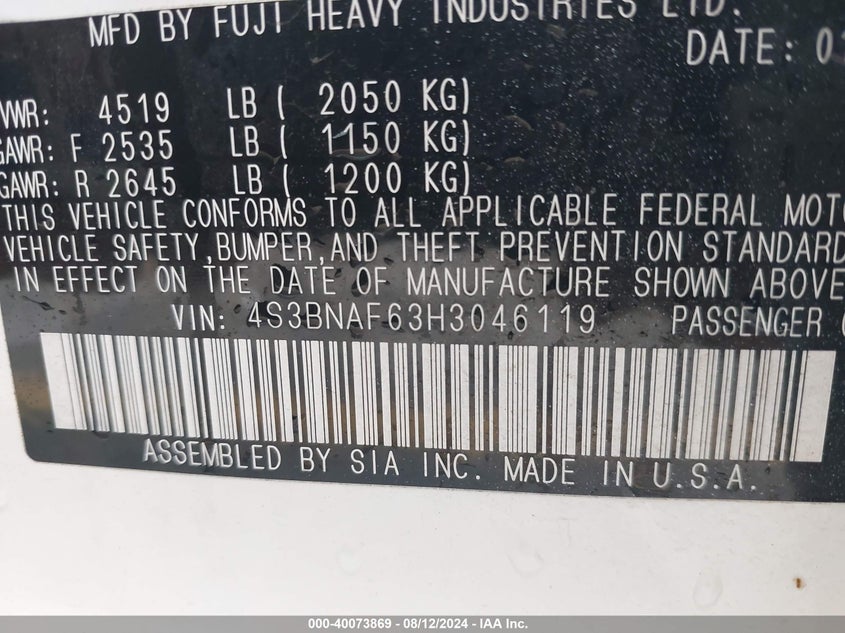 MFD BY FUJI HEAVY INDUSTRIES LTD.
DATE: 03
VWR: 4519 LB ( 2050 KG)
GAWR: F 2535 LB ( 1150 KG)
GAWR: R 2645 LB ( 1200 KG)
THIS VEHICLE CONFORMS TO ALL APPLICABLE FEDERAL MOTO
VEHICLE SAFETY,BUMPER,AND THEFT PREVENTION STANDARD
IN EFFECT ON THE DATE OF MANUFACTURE SHOWN ABOVE
VIN: 4S3BNAF63H3046119 PASSENGER
ASSEMBLED BY SIA INC. MADE IN U.S.A.
000-40073869 - 08/12/2024 - IAA Inc.